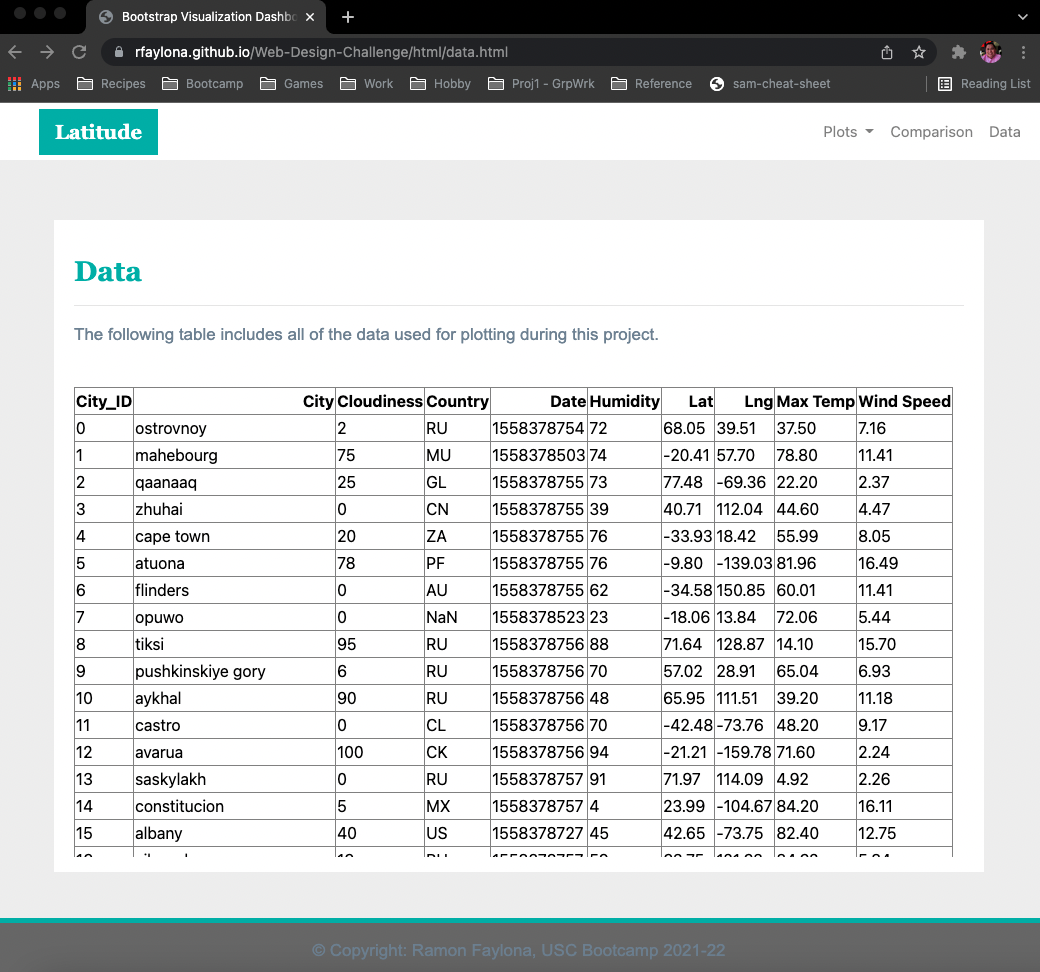 Bootstrap Visualization Dashbo
rfaylona.github.io/Web-Design-Challenge/html/data.html
Apps Recipes Bootcamp Games Work Hobby Proj1 - GrpWrk Reference sam-cheat-sheet Reading List
Latitude Plots Comparison Data
Data
The following table includes all of the data used for plotting during this project.
City_ID City Cloudiness Country Date Humidity Lat Lng Max Temp Wind Speed
0 ostrovnoy 2 RU 1558378754 72 68.05 39.51 37.50 7.16
1 mahebourg 75 MU 1558378503 74 -20.41 57.70 78.80 11.41
2 qaanaaq 25 GL 1558378755 73 77.48 -69.36 22.20 2.37
3 zhuhai 0 CN 1558378755 39 40.71 112.04 44.60 4.47
4 cape town 20 ZA 1558378755 76 -33.93 18.42 55.99 8.05
5 atuona 78 PF 1558378755 76 -9.80 -139.03 81.96 16.49
6 flinders 0 AU 1558378755 62 -34.58 150.85 60.01 11.41
7 opuwo 0 NaN 1558378523 23 -18.06 13.84 72.06 5.44
8 tiksi 95 RU 1558378756 88 71.64 128.87 14.10 15.70
9 pushkinskiye gory 6 RU 1558378756 70 57.02 28.91 65.04 6.93
10 aykhal 90 RU 1558378756 48 65.95 111.51 39.20 11.18
11 castro 0 CL 1558378756 70 -42.48 -73.76 48.20 9.17
12 avarua 100 CK 1558378756 94 -21.21 -159.78 71.60 2.24
13 saskylakh 0 RU 1558378757 91 71.97 114.09 4.92 2.26
14 constitucion 5 MX 1558378757 4 23.99 -104.67 84.20 16.11
15 albany 40 US 1558378727 45 42.65 -73.75 82.40 12.75
© Copyright: Ramon Faylona, USC Bootcamp 2021-22